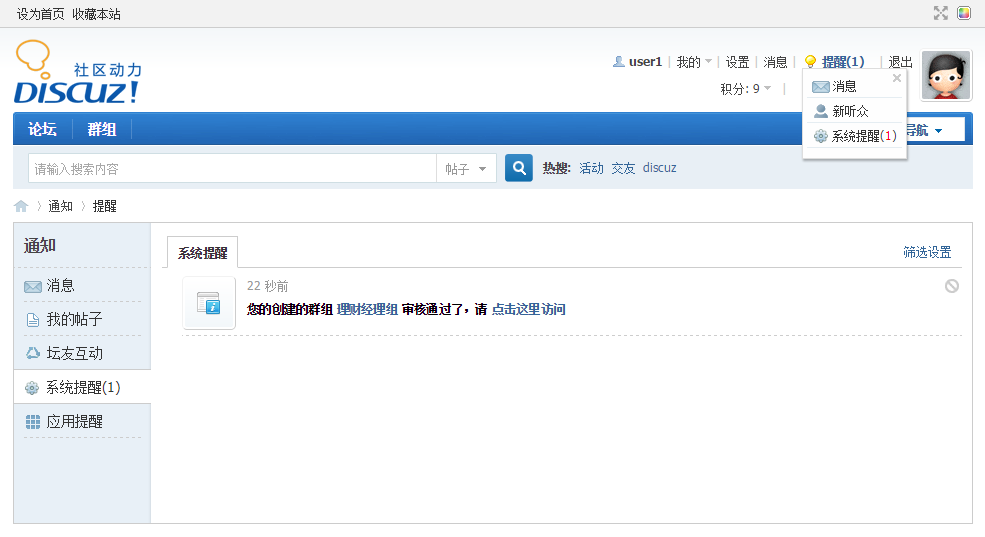 设为首页 收藏本站
社区动力
DISCUZ!
user1 我的 设置 消息 提醒(1) 退出
积分: 9
消息
新听众
系统提醒(1)
论坛 群组
导航
请输入搜索内容 帖子 热搜: 活动 交友 discuz
通知 提醒
通知
消息
我的帖子
坛友互动
系统提醒(1)
应用提醒
系统提醒 筛选设置
22 秒前
您的创建的群组 理财经理组 审核通过了，请 点击这里访问